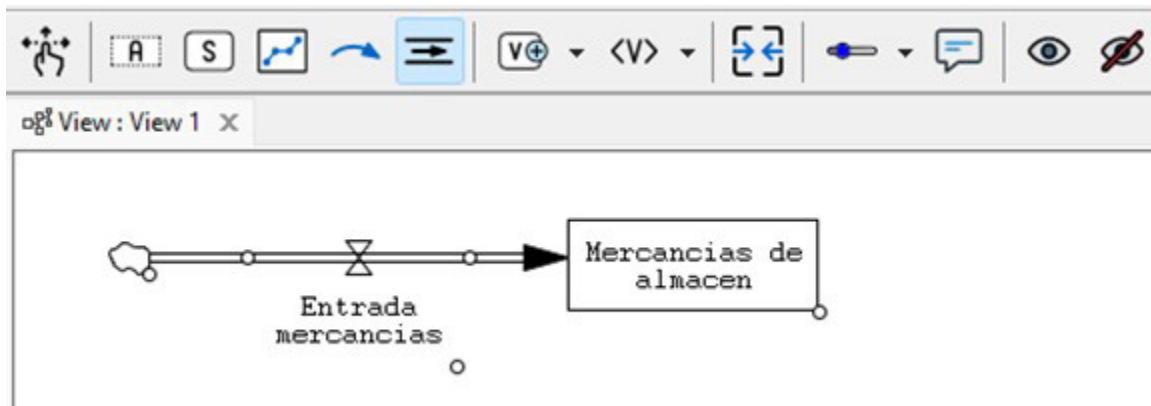 A S V <V>
View : View 1
Mercancias de
almacen
Entrada
mercancias